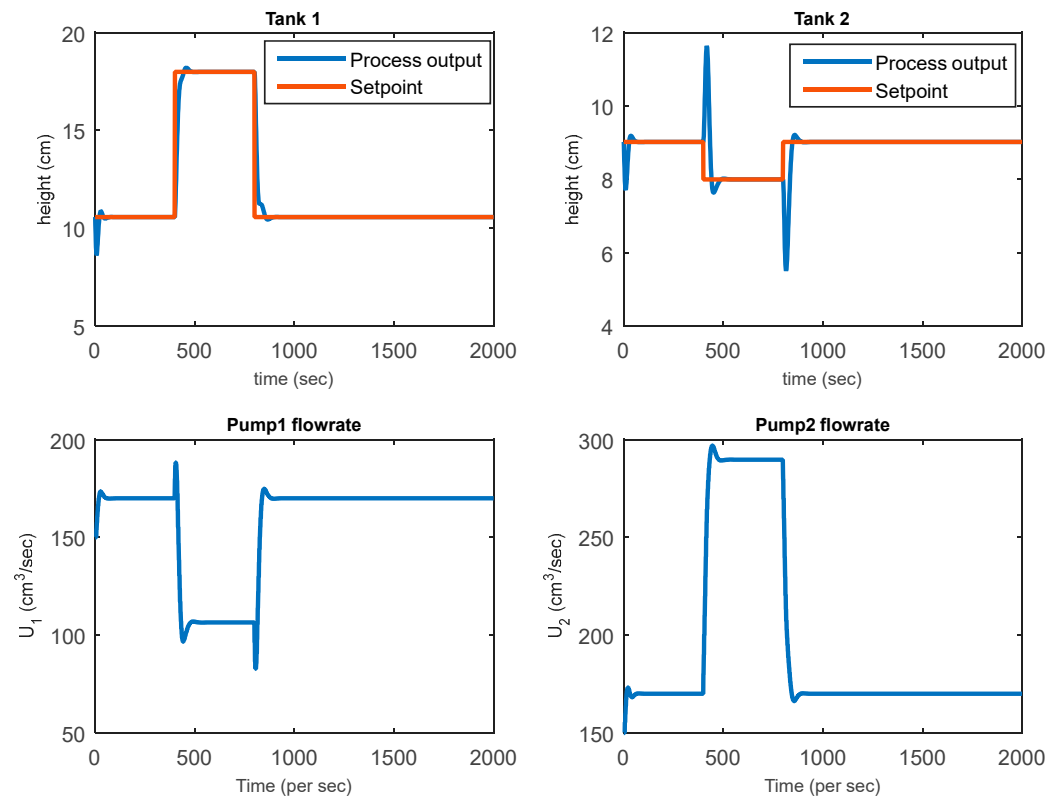 Tank 1
20
15
10
5
height (cm)
Process output
Setpoint
0
500
1000
1500
2000
time (sec)
Tank 2
12
10
8
6
4
height (cm)
Process output
Setpoint
0
500
1000
1500
2000
time (sec)
Pump1 flowrate
200
150
100
50
U1 (cm3/sec)
0
500
1000
1500
2000
Time (per sec)
Pump2 flowrate
300
250
200
150
U2 (cm3/sec)
0
500
1000
1500
2000
Time (per sec)